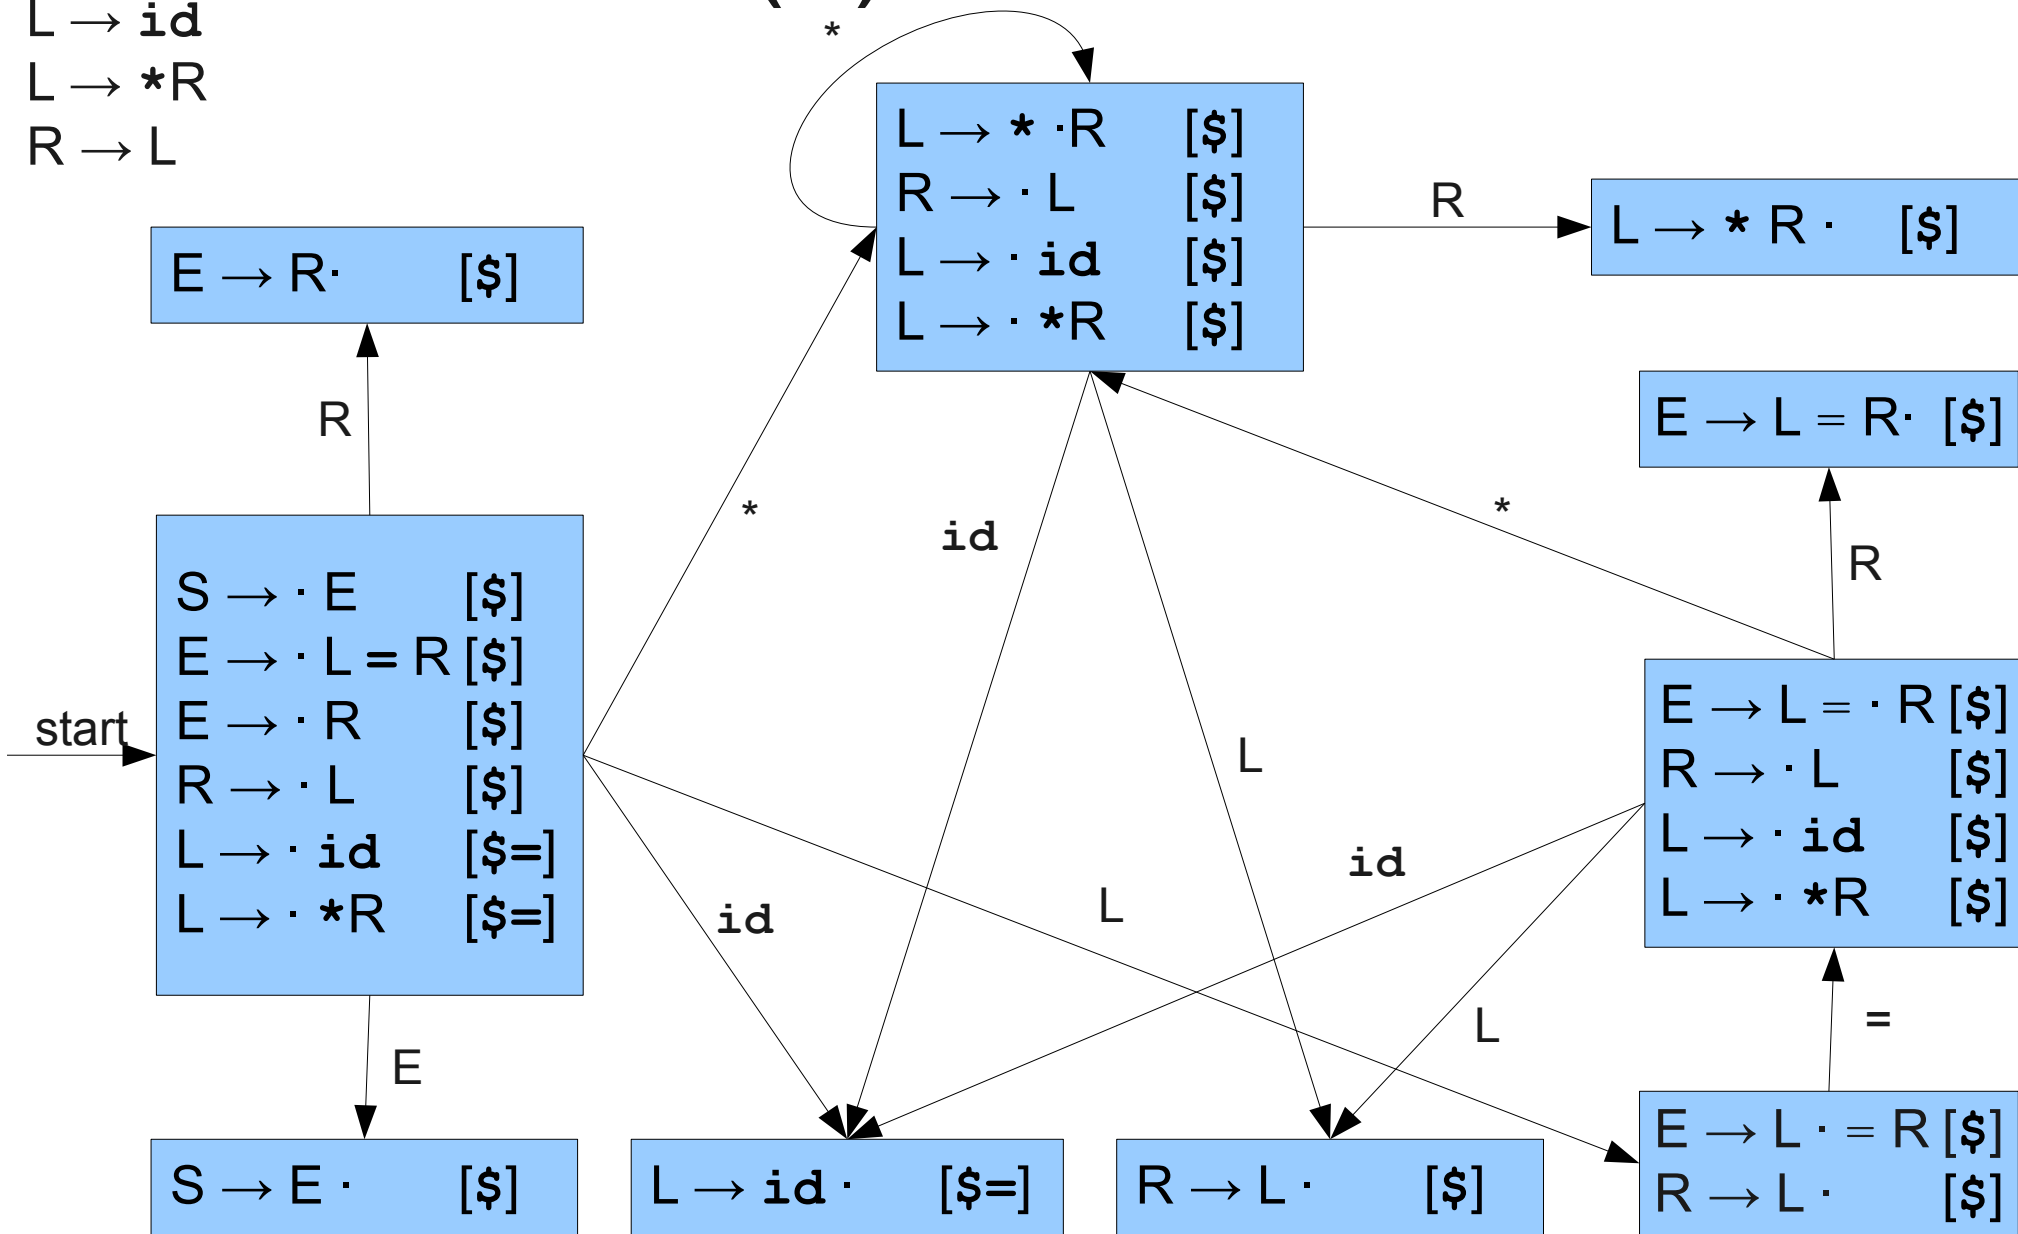 L → id
L → *R
R → L
*
L → * ·R [$]
R → · L [$]
L → · id [$]
L → · *R [$]
R
L → * R · [$]
E → R· [$]
R
E → L = R· [$]
*
id
*
R
start
S → · E [$]
E → · L = R [$]
E → · R [$]
R → · L [$]
L → · id [$=]
L → · *R [$=]
L
E → L = · R [$]
R → · L [$]
L → · id [$]
L → · *R [$]
id
L
id
L
=
E
S → E · [$]
L → id · [$=]
R → L · [$]
E → L · = R [$]
R → L · [$]